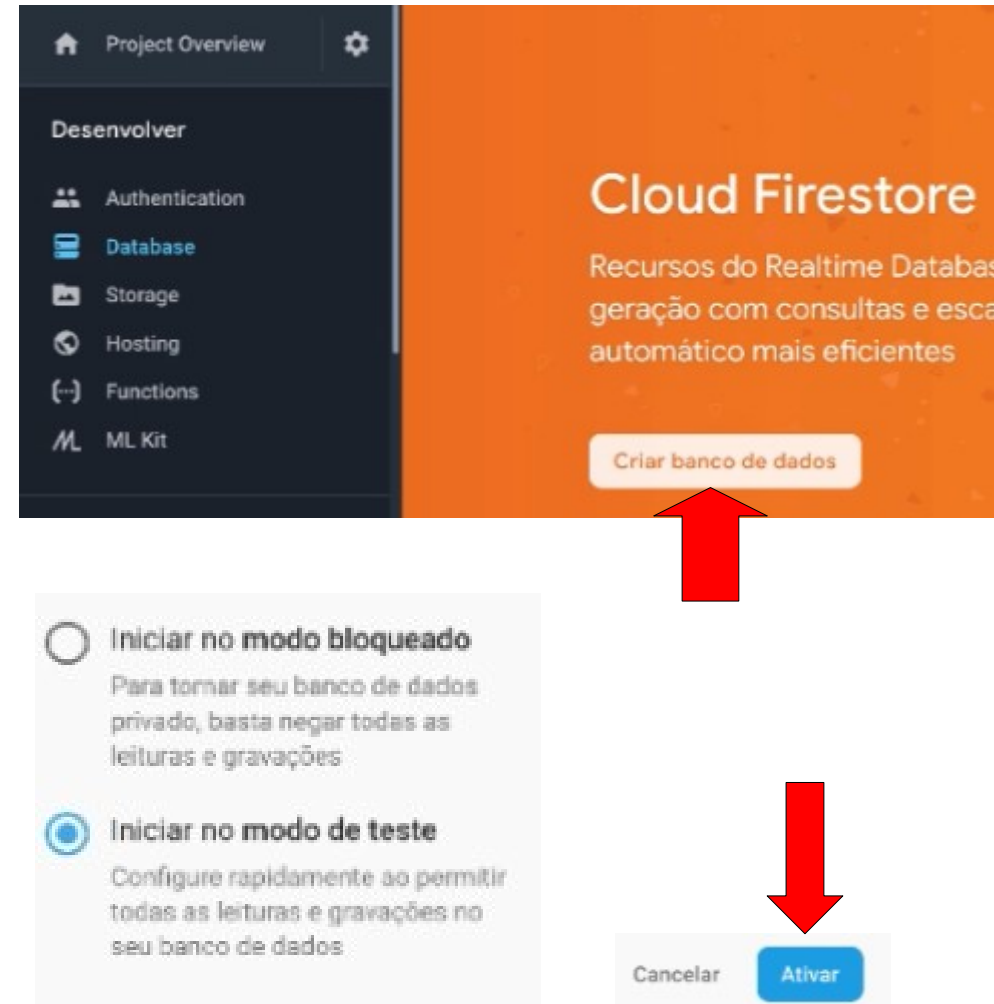 Project Overview
Desenvolver
Authentication
Database
Storage
Hosting
Functions
ML Kit
Cloud Firestore
Recursos do Realtime Databas
geração com consultas e esca
automático mais eficientes
Criar banco de dados
Iniciar no modo bloqueado
Para tornar seu banco de dados
privado, basta negar todas as
leituras e gravações
Iniciar no modo de teste
Configure rapidamente ao permitir
todas as leituras e gravações no
seu banco de dados
Cancelar
Ativar